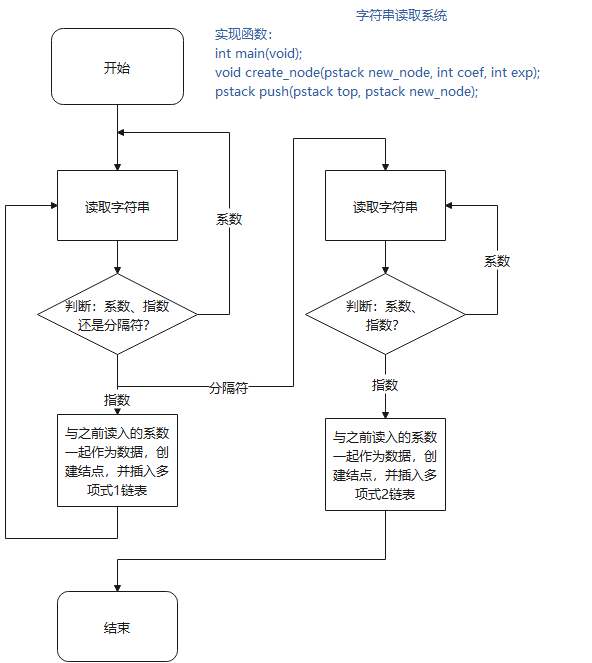 字符串读取系统
实现函数：
int main(void);
void create_node(pstack new_node, int coef, int exp);
pstack push(pstack top, pstack new_node);
开始
读取字符串
系数
判断：系数、指数
还是分隔符？
分隔符
指数
与之前读入的系数
一起作为数据，创
建结点，并插入多
项式1链表
读取字符串
系数
判断：系数、
指数？
指数
与之前读入的系数
一起作为数据，创
建结点，并插入多
项式2链表
结束